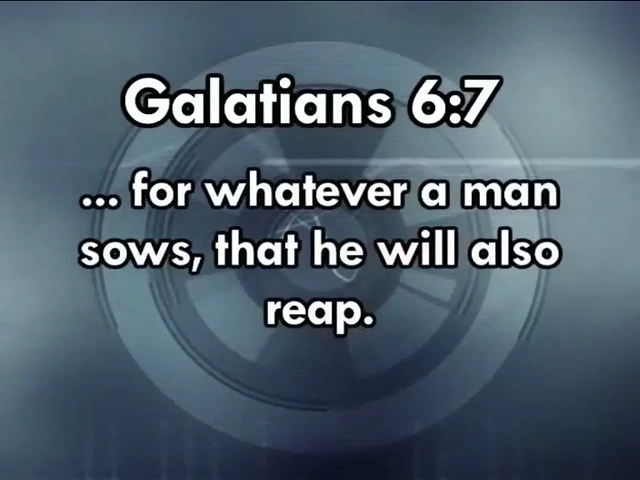 Galatians 6:7
... for whatever a man
sows, that he will also
reap.